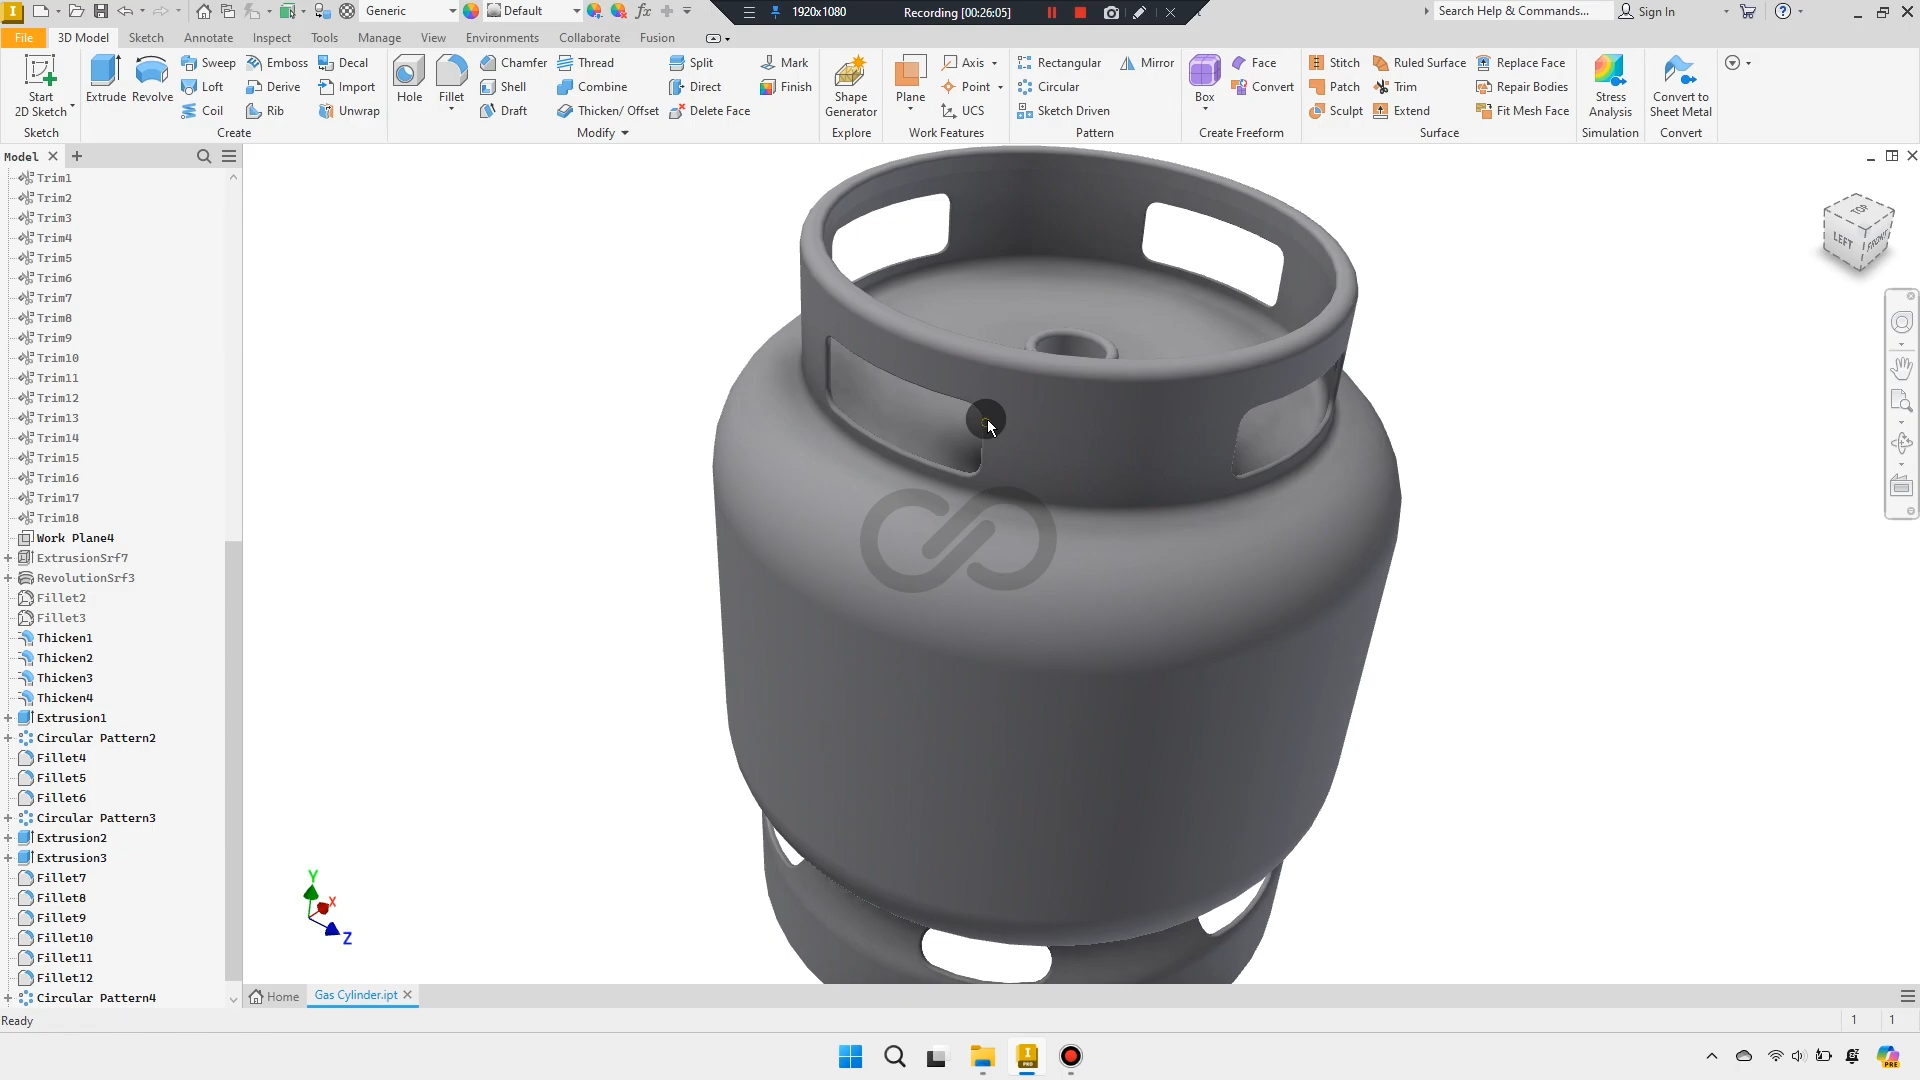 Generic
Default
1920x1080
Recording [00:26:05]
Search Help & Commands...
Sign In
File
3D Model
Sketch
Annotate
Inspect
Tools
Manage
View
Environments
Collaborate
Fusion
Start
2D Sketch
Sketch
Extrude
Revolve
Sweep
Loft
Coil
Emboss
Derive
Rib
Decal
Import
Unwrap
Create
Hole
Fillet
Chamfer
Shell
Draft
Thread
Combine
Thicken/ Offset
Split
Direct
Delete Face
Modify
Mark
Finish
Shape
Generator
Explore
Plane
Axis
Point
UCS
Work Features
Rectangular
Circular
Sketch Driven
Mirror
Pattern
Box
Face
Convert
Create Freeform
Stitch
Patch
Sculpt
Ruled Surface
Trim
Extend
Replace Face
Repair Bodies
Fit Mesh Face
Surface
Stress
Analysis
Simulation
Convert to
Sheet Metal
Convert
Model
Trim1
Trim2
Trim3
Trim4
Trim5
Trim6
Trim7
Trim8
Trim9
Trim10
Trim11
Trim12
Trim13
Trim14
Trim15
Trim16
Trim17
Trim18
Work Plane4
ExtrusionSrf7
RevolutionSrf3
Fillet2
Fillet3
Thicken1
Thicken2
Thicken3
Thicken4
Extrusion1
Circular Pattern2
Fillet4
Fillet5
Fillet6
Circular Pattern3
Extrusion2
Extrusion3
Fillet7
Fillet8
Fillet9
Fillet10
Fillet11
Fillet12
Circular Pattern4
TOP
LEFT
FRONT
Y
X
Z
Home
Gas Cylinder.ipt
Ready
1
1